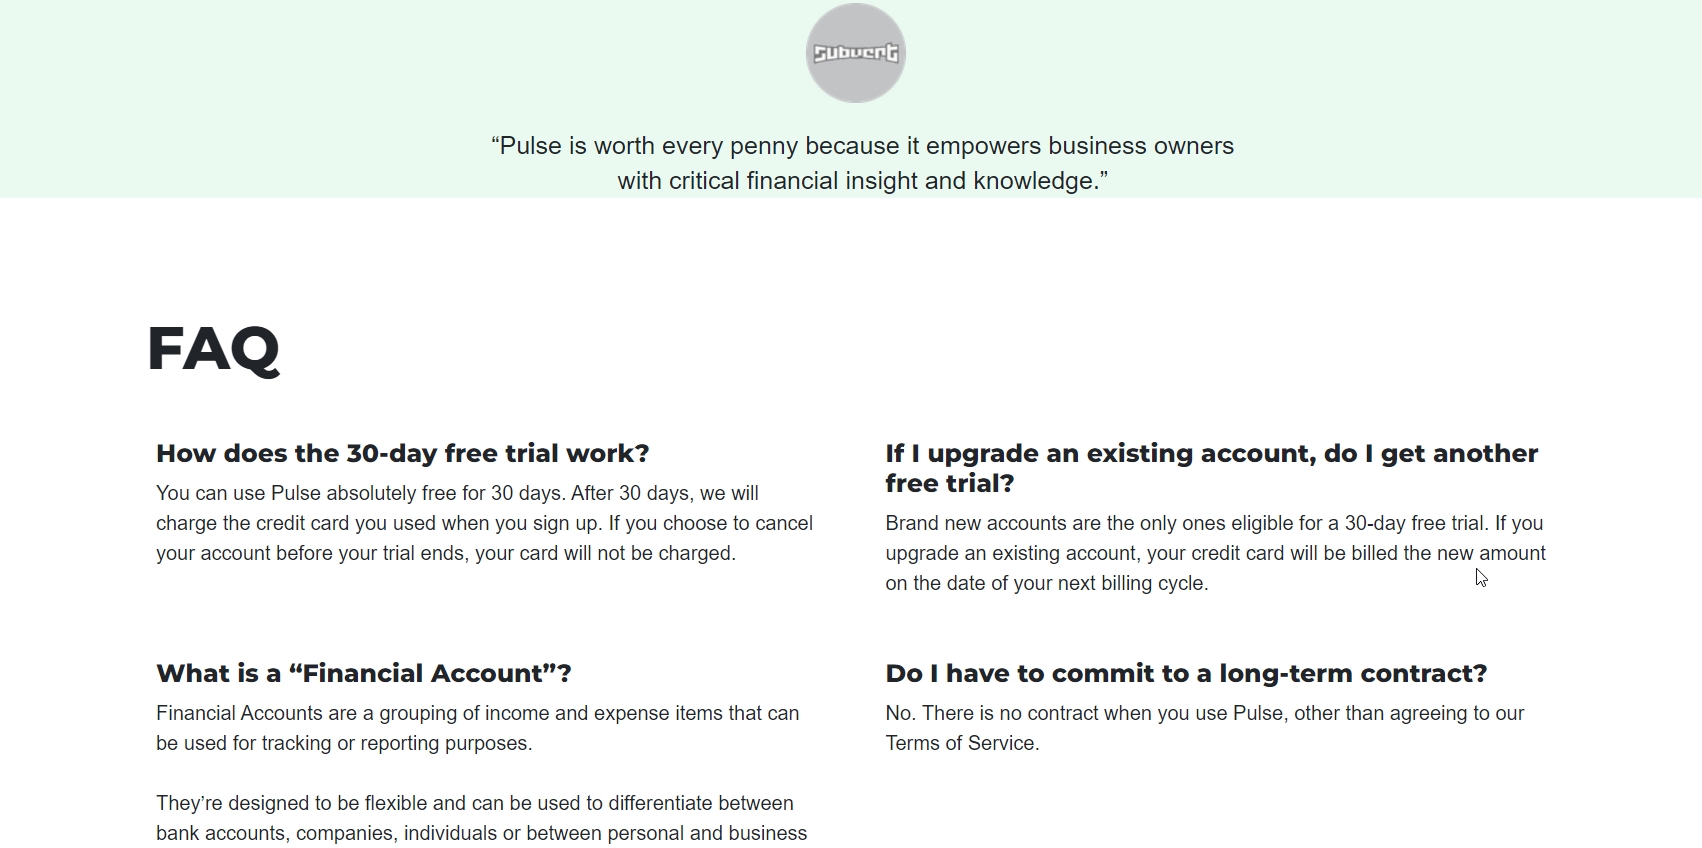 Subvert
“Pulse is worth every penny because it empowers business owners
with critical financial insight and knowledge.”
FAQ
How does the 30-day free trial work?
You can use Pulse absolutely free for 30 days. After 30 days, we will
charge the credit card you used when you sign up. If you choose to cancel
your account before your trial ends, your card will not be charged.
If I upgrade an existing account, do I get another
free trial?
Brand new accounts are the only ones eligible for a 30-day free trial. If you
upgrade an existing account, your credit card will be billed the new amount
on the date of your next billing cycle.
What is a “Financial Account”?
Financial Accounts are a grouping of income and expense items that can
be used for tracking or reporting purposes.
They’re designed to be flexible and can be used to differentiate between
bank accounts, companies, individuals or between personal and business
Do I have to commit to a long-term contract?
No. There is no contract when you use Pulse, other than agreeing to our
Terms of Service.